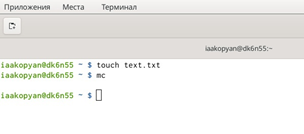 Приложения Места Терминал
iaakopyan@dk6n55:~
iaakopyan@dk6n55 ~ $ touch text.txt
iaakopyan@dk6n55 ~ $ mc
iaakopyan@dk6n55 ~ $